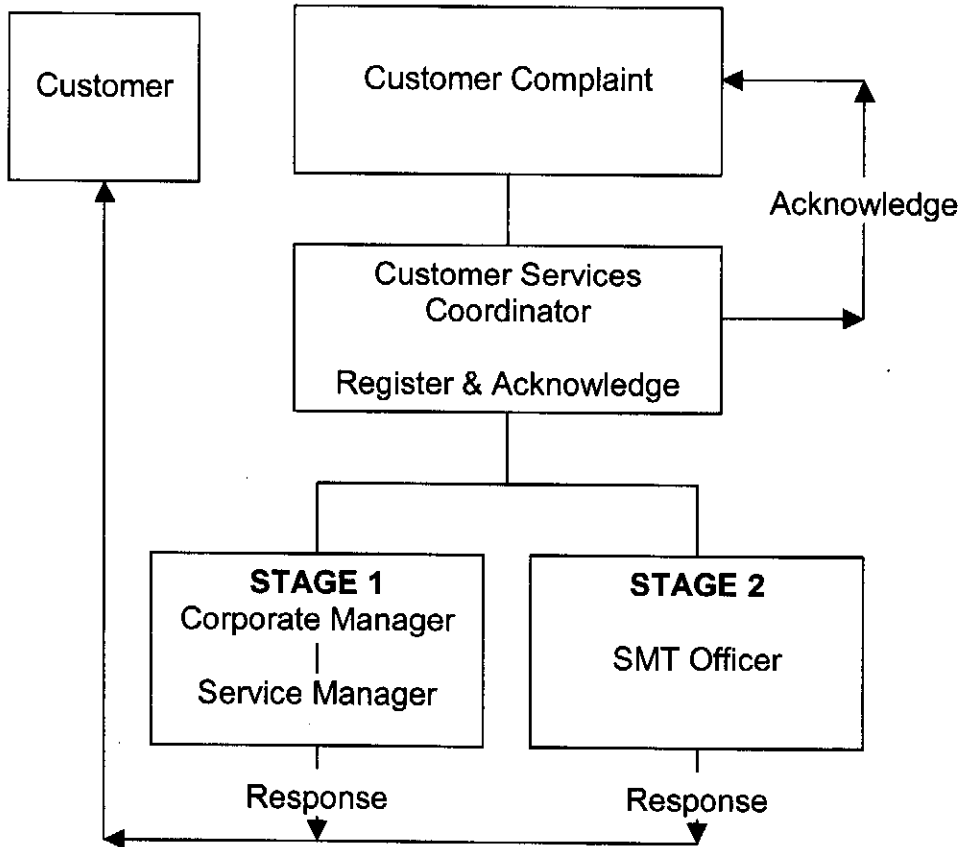 Customer
Customer Complaint
Acknowledge
Customer Services
Coordinator
Register & Acknowledge
STAGE 1
Corporate Manager
Service Manager
STAGE 2
SMT Officer
Response
Response